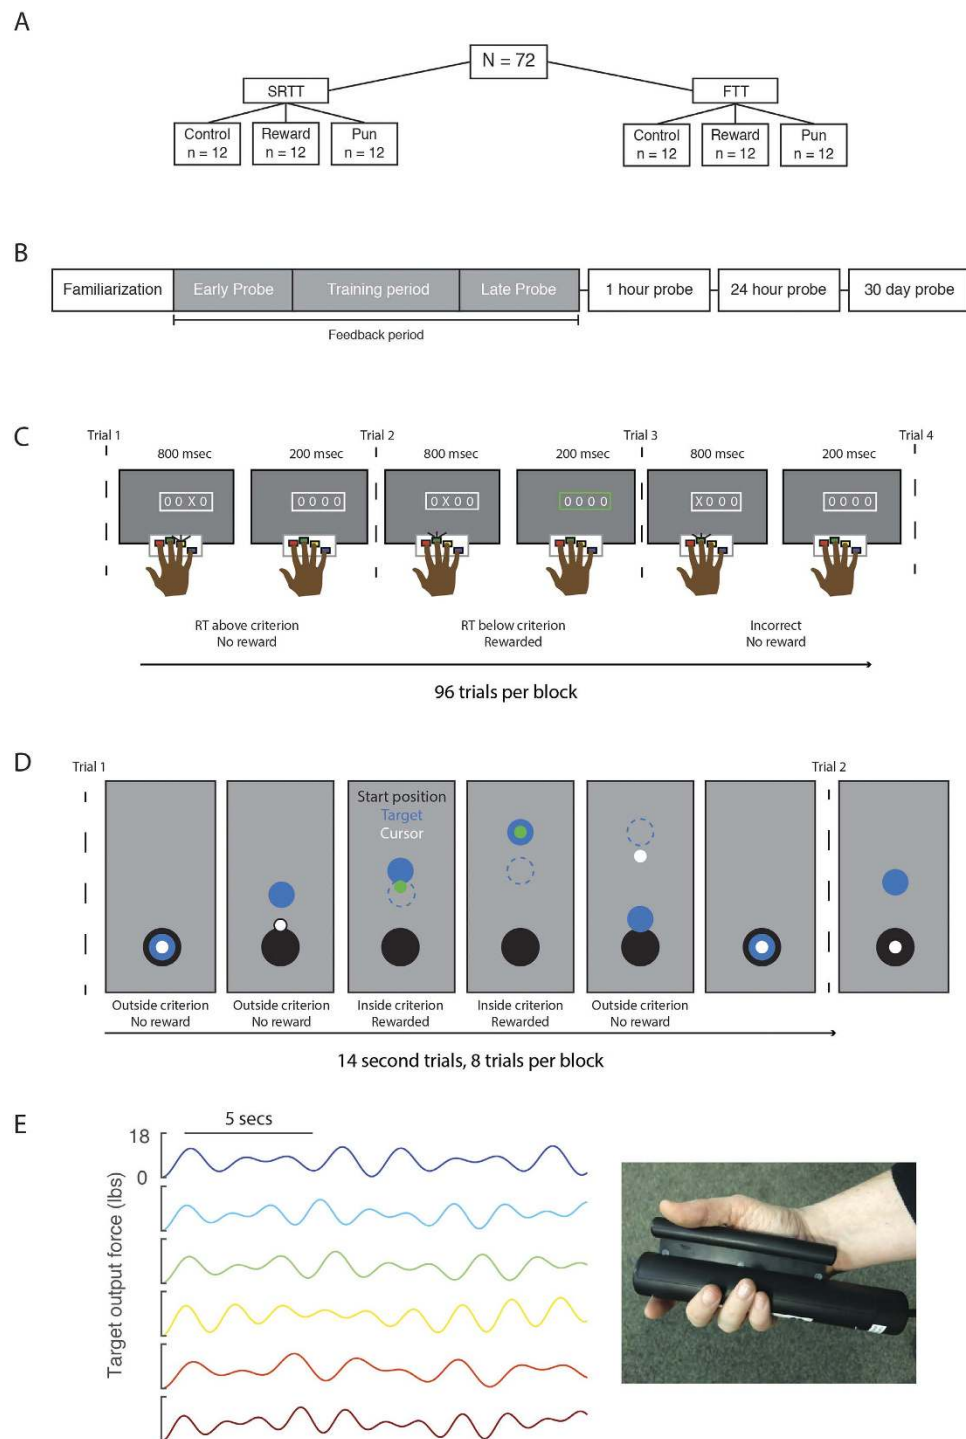 A
N = 72
SRTT
FTT
Control
n = 12
Reward
n = 12
Pun
n = 12
Control
n = 12
Reward
n = 12
Pun
n = 12
B
Familiarization
Early Probe
Training period
Late Probe
1 hour probe
24 hour probe
30 day probe
Feedback period
C
Trial 1
Trial 2
Trial 3
Trial 4
800 msec
200 msec
800 msec
200 msec
800 msec
200 msec
0 0 X 0
0 0 0 0
0 X 0 0
0 0 0 0
X 0 0 0
0 0 0 0
RT above criterion
No reward
RT below criterion
Rewarded
Incorrect
No reward
96 trials per block
D
Trial 1
Trial 2
Start position
Target
Cursor
Outside criterion
No reward
Outside criterion
No reward
Inside criterion
Rewarded
Inside criterion
Rewarded
Outside criterion
No reward
14 second trials, 8 trials per block
E
5 secs
18
0
Target output force (lbs)